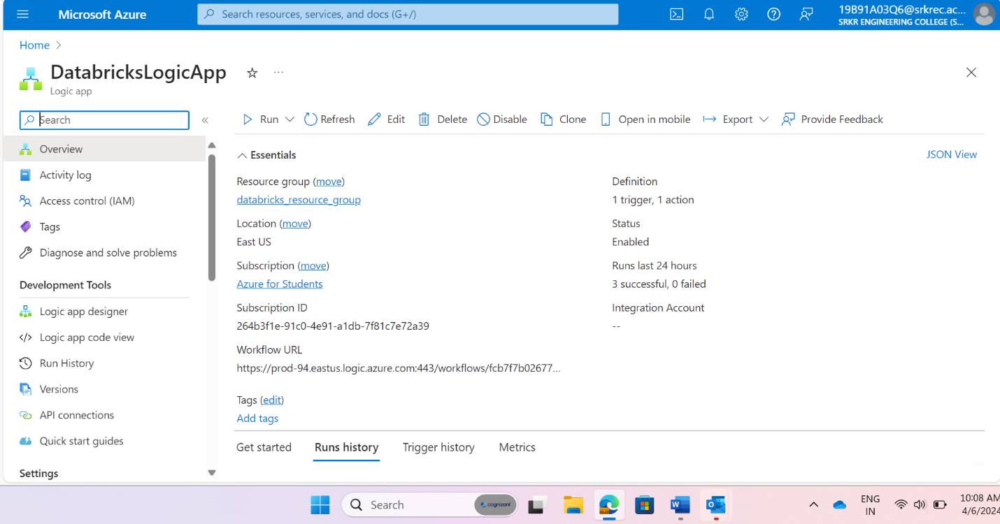 Microsoft Azure
Search resources, services, and docs (G+/)
19B91A03Q6@srkrec.ac...
SRKR ENGINEERING COLLEGE (S...
Home
DatabricksLogicApp
Logic app
Search
Run
Refresh
Edit
Delete
Disable
Clone
Open in mobile
Export
Provide Feedback
Overview
Activity log
Access control (IAM)
Tags
Diagnose and solve problems
Development Tools
Logic app designer
Logic app code view
Run History
Versions
API connections
Quick start guides
Settings
Essentials
JSON View
Resource group (move)
databricks_resource_group
Location (move)
East US
Subscription (move)
Azure for Students
Subscription ID
264b3f1e-91c0-4e91-a1db-7f81c7e72a39
Workflow URL
https://prod-94.eastus.logic.azure.com:443/workflows/fcb7f7b02677...
Definition
1 trigger, 1 action
Status
Enabled
Runs last 24 hours
3 successful, 0 failed
Integration Account
--
Tags (edit)
Add tags
Get started
Runs history
Trigger history
Metrics
Search
cognizant
ENG
IN
10:08 AM
4/6/2024